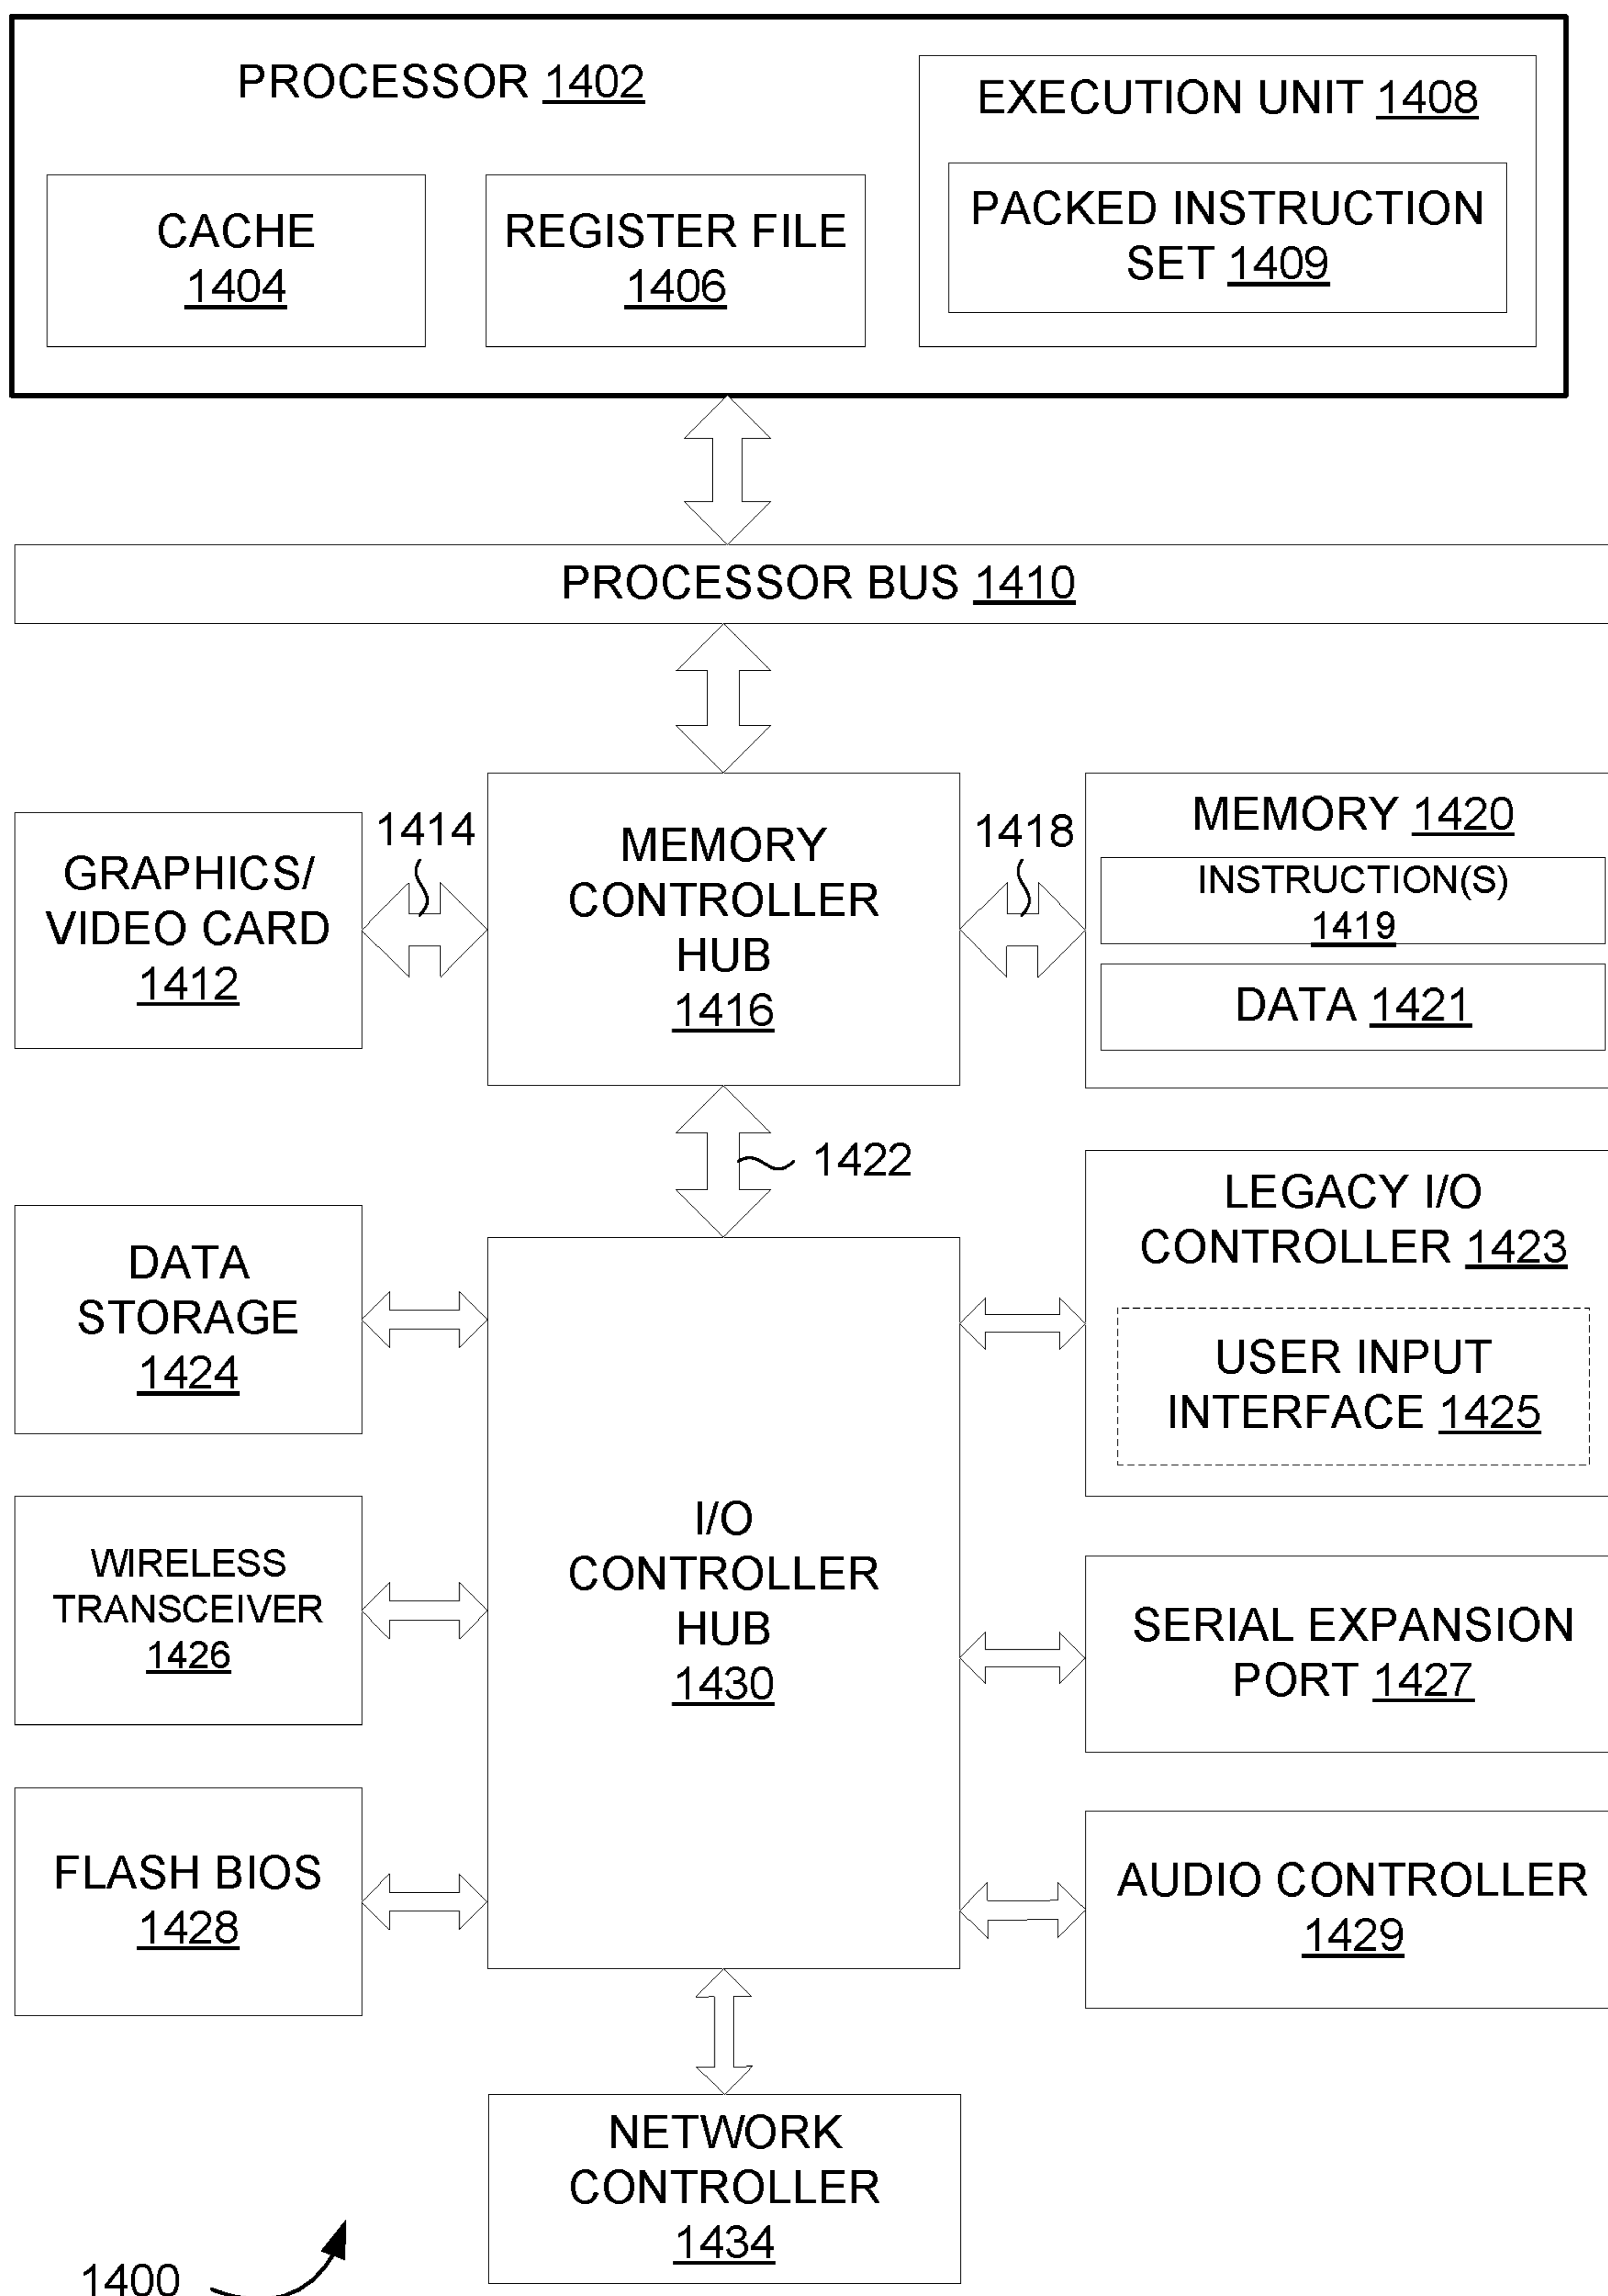 PROCESSOR 1402
EXECUTION UNIT 1408
PACKED INSTRUCTION
SET 1409
CACHE
1404
REGISTER FILE
1406
PROCESSOR BUS 1410
GRAPHICS/
VIDEO CARD
1412
1414
MEMORY
CONTROLLER
HUB
1416
1418
MEMORY 1420
INSTRUCTION(S)
1419
DATA 1421
1422
DATA
STORAGE
1424
LEGACY I/O
CONTROLLER 1423
USER INPUT
INTERFACE 1425
WIRELESS
TRANSCEIVER
1426
I/O
CONTROLLER
HUB
1430
SERIAL EXPANSION
PORT 1427
FLASH BIOS
1428
AUDIO CONTROLLER
1429
NETWORK
CONTROLLER
1434
1400